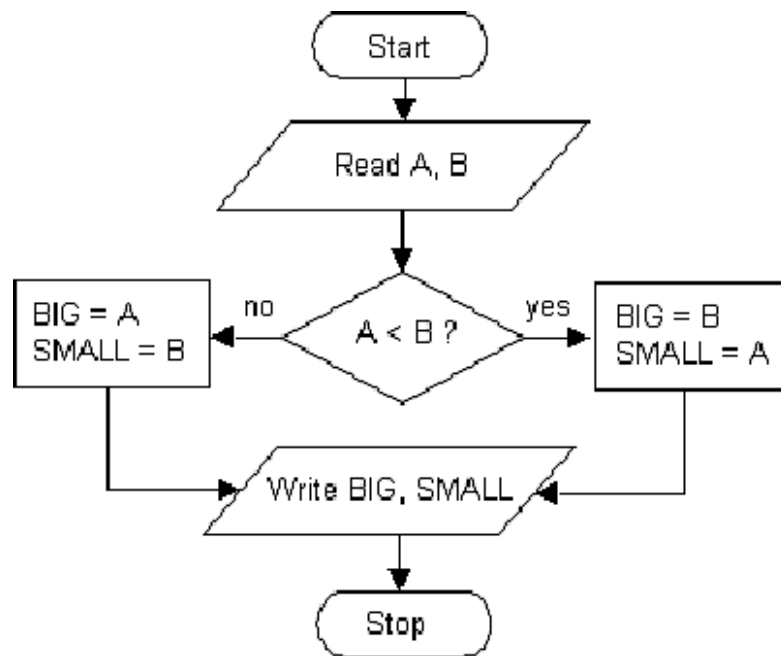 Start
Read A, B
A < B ?
no
yes
BIG = A
SMALL = B
BIG = B
SMALL = A
Write BIG, SMALL
Stop